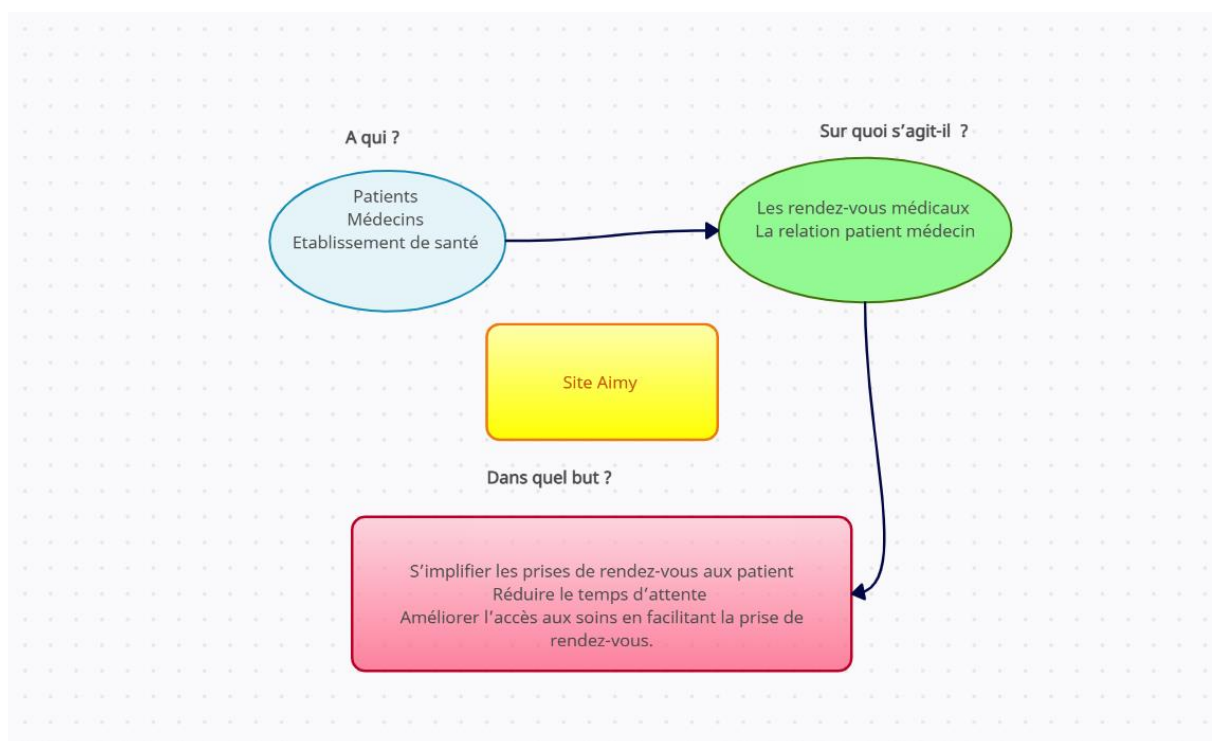 A qui ?
Patients
Médecins
Etablissement de santé
Sur quoi s’agit-il ?
Les rendez-vous médicaux
La relation patient médecin
Site Aimy
Dans quel but ?
S’implifier les prises de rendez-vous aux patient
Réduire le temps d’attente
Améliorer l’accès aux soins en facilitant la prise de
rendez-vous.